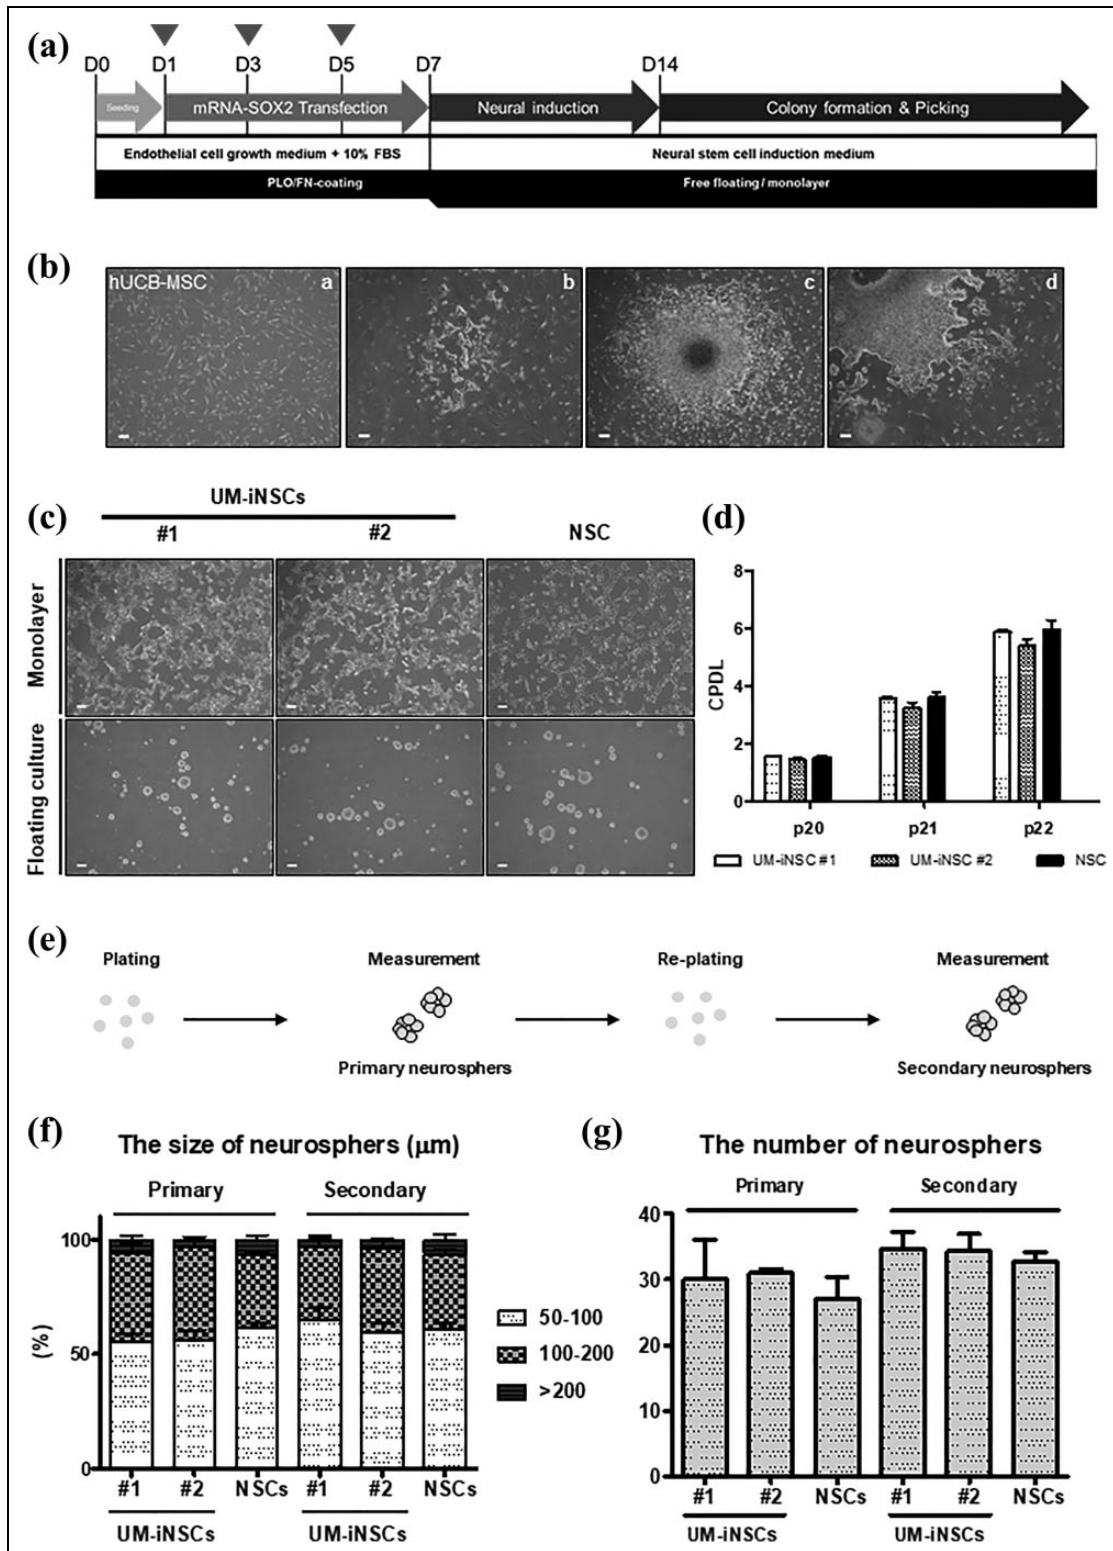 (a)
D0 D1 D3 D5 D7 D14
Seeding mRNA-SOX2 Transfection Neural induction Colony formation & Picking
Endothelial cell growth medium + 10% FBS Neural stem cell induction medium
PLO/FN-coating Free floating / monolayer
(b)
hUCB-MSC a b c d
(c)
UM-iNSCs
#1 #2 NSC
Monolayer
Floating culture
(d)
CPDL
8
6
4
2
0
p20 p21 p22
UM-iNSC #1 UM-iNSC #2 NSC
(e)
Plating Measurement Re-plating Measurement
Primary neurosphers Secondary neurosphers
(f)
The size of neurosphers (μm)
Primary Secondary
(%)
100
50
0
50-100
100-200
>200
#1 #2 NSCs #1 #2 NSCs
UM-iNSCs UM-iNSCs
(g)
The number of neurosphers
Primary Secondary
40
30
20
10
0
#1 #2 NSCs #1 #2 NSCs
UM-iNSCs UM-iNSCs